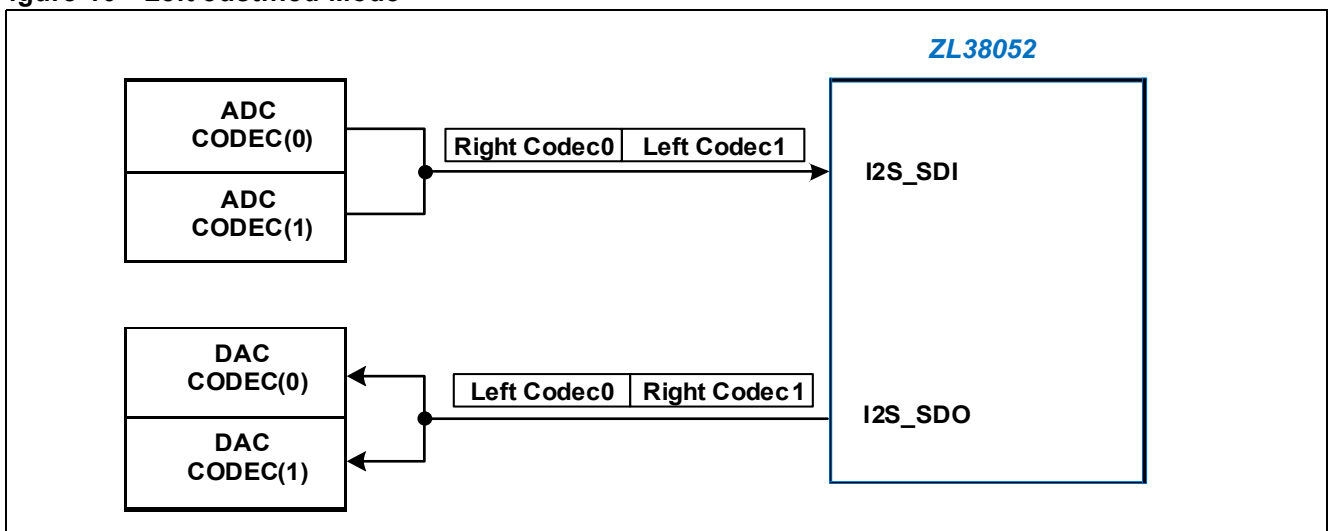 ZL38052
ADC
CODEC(0)
ADC
CODEC(1)
Right Codec0 Left Codec1
I2S_SDI
DAC
CODEC(0)
DAC
CODEC(1)
Left Codec0 Right Codec1
I2S_SDO